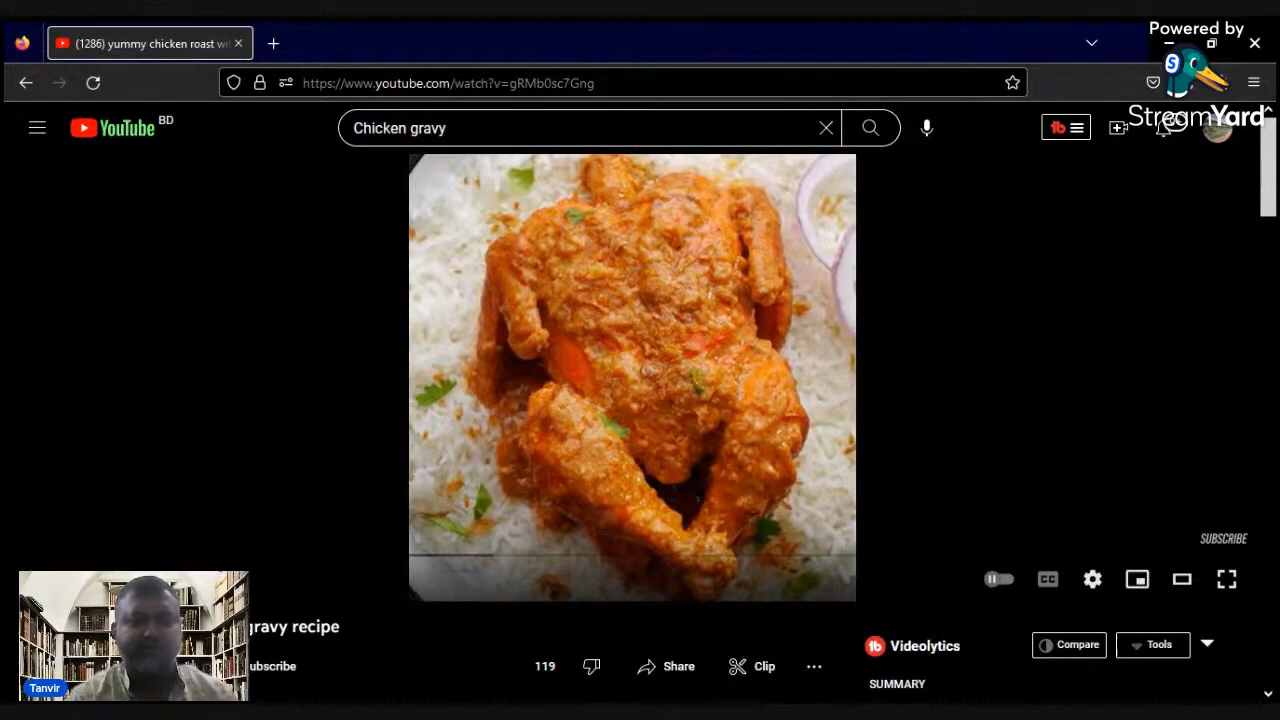 Powered by
StreamYard
(1286) yummy chicken roast wi
https://www.youtube.com/watch?v=gRMb0sc7Gng
YouTube BD
Chicken gravy
SUBSCRIBE
CC
gravy recipe
ubscribe
119
Share
Clip
Videolytics
Compare
Tools
SUMMARY
Tanvir